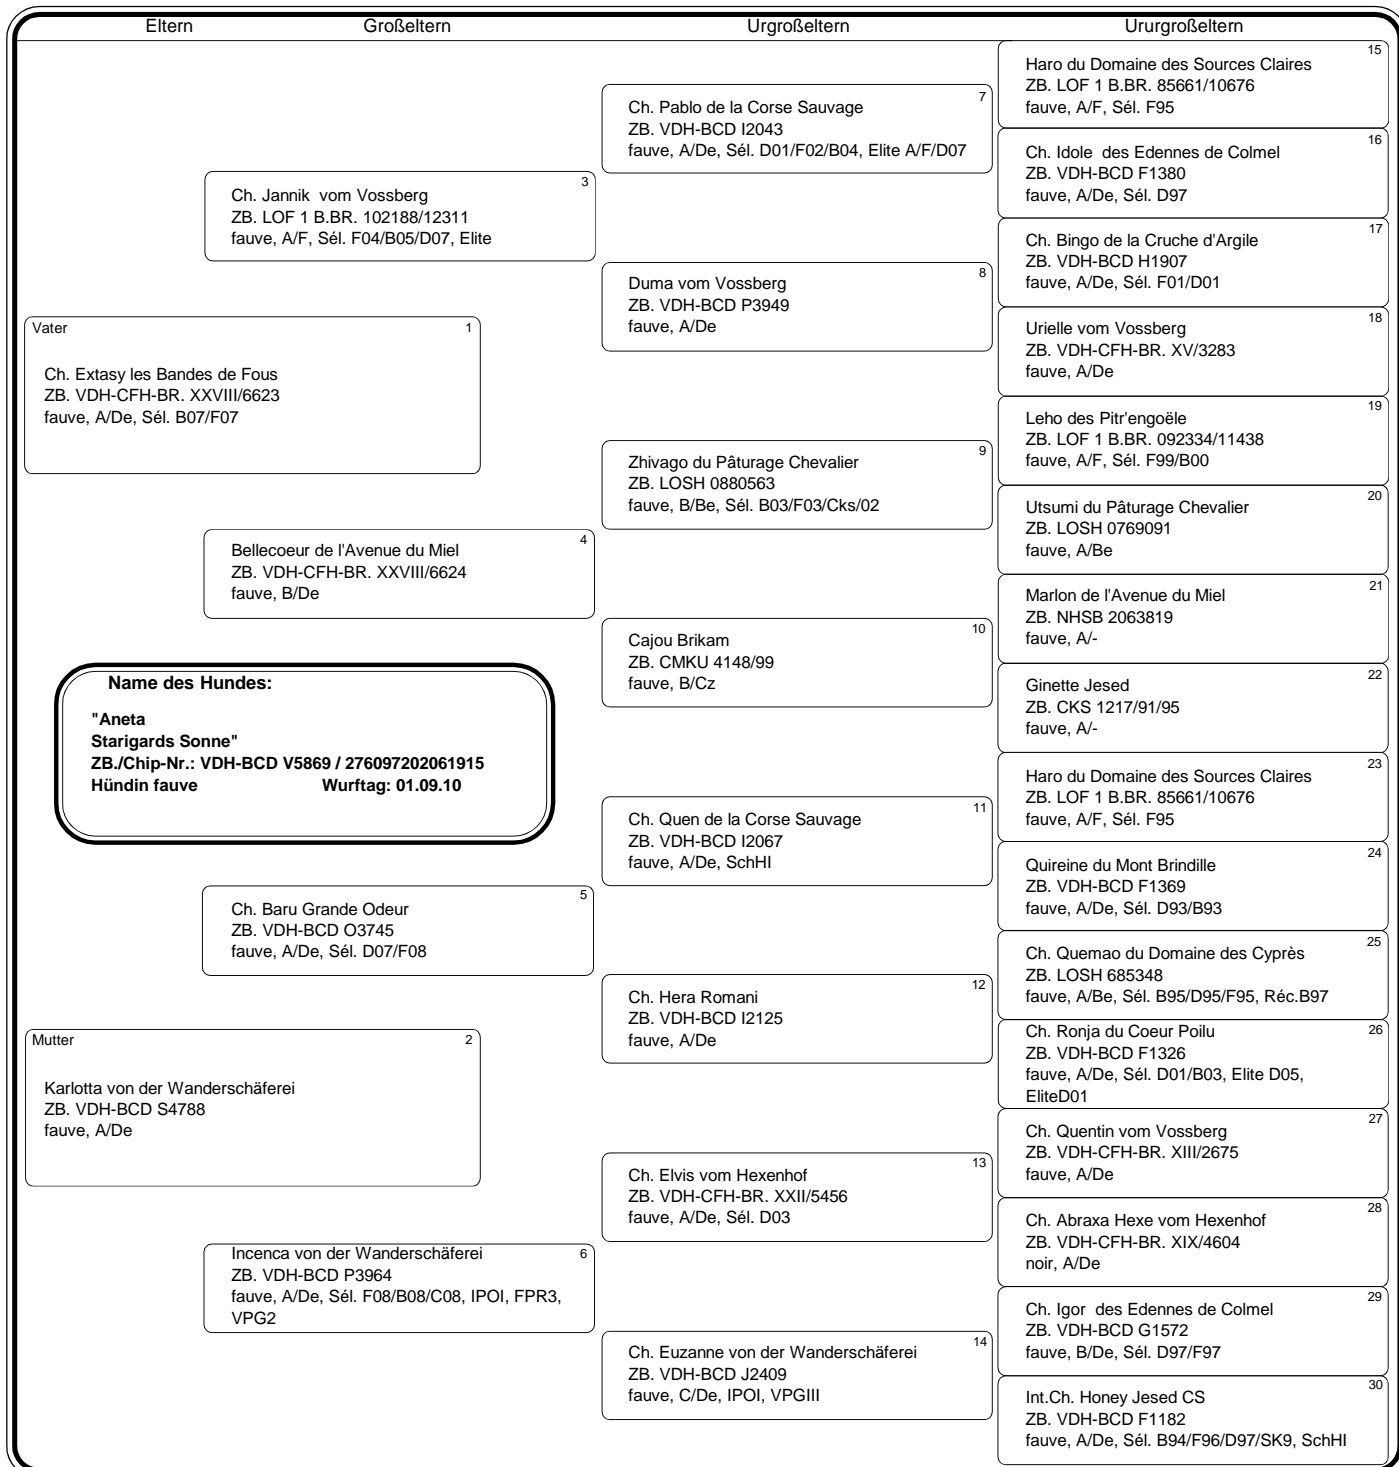 Eltern Großeltern Urgroßeltern Ururgroßeltern
Vater 1
Ch. Extasy les Bandes de Fous
ZB. VDH-CFH-BR. XXVIII/6623
fauve, A/De, Sél. B07/F07
Name des Hundes:
"Aneta
Starigards Sonne"
ZB./Chip-Nr.: VDH-BCD V5869 / 276097202061915
Hündin fauve Wurftag: 01.09.10
Mutter 2
Karlotta von der Wanderschäferei
ZB. VDH-BCD S4788
fauve, A/De
3
Ch. Jannik vom Vossberg
ZB. LOF 1 B.BR. 102188/12311
fauve, A/F, Sél. F04/B05/D07, Elite
4
Bellecoeur de l'Avenue du Miel
ZB. VDH-CFH-BR. XXVIII/6624
fauve, B/De
5
Ch. Baru Grande Odeur
ZB. VDH-BCD O3745
fauve, A/De, Sél. D07/F08
Incenca von der Wanderschäferei 6
ZB. VDH-BCD P3964
fauve, A/De, Sél. F08/B08/C08, IPOI, FPR3,
VPG2
7
Ch. Pablo de la Corse Sauvage
ZB. VDH-BCD I2043
fauve, A/De, Sél. D01/F02/B04, Elite A/F/D07
8
Duma vom Vossberg
ZB. VDH-BCD P3949
fauve, A/De
9
Zhivago du Pâturage Chevalier
ZB. LOSH 0880563
fauve, B/Be, Sél. B03/F03/Cks/02
10
Cajou Brikam
ZB. CMKU 4148/99
fauve, B/Cz
11
Ch. Quen de la Corse Sauvage
ZB. VDH-BCD I2067
fauve, A/De, SchHI
12
Ch. Hera Romani
ZB. VDH-BCD I2125
fauve, A/De
13
Ch. Elvis vom Hexenhof
ZB. VDH-CFH-BR. XXII/5456
fauve, A/De, Sél. D03
14
Ch. Euzanne von der Wanderschäferei
ZB. VDH-BCD J2409
fauve, C/De, IPOI, VPGIII
15
Haro du Domaine des Sources Claires
ZB. LOF 1 B.BR. 85661/10676
fauve, A/F, Sél. F95
16
Ch. Idole des Edennes de Colmel
ZB. VDH-BCD F1380
fauve, A/De, Sél. D97
17
Ch. Bingo de la Cruche d'Argile
ZB. VDH-BCD H1907
fauve, A/De, Sél. F01/D01
18
Urielle vom Vossberg
ZB. VDH-CFH-BR. XV/3283
fauve, A/De
19
Leho des Pitr'engoële
ZB. LOF 1 B.BR. 092334/11438
fauve, A/F, Sél. F99/B00
20
Utsumi du Pâturage Chevalier
ZB. LOSH 0769091
fauve, A/Be
21
Marlon de l'Avenue du Miel
ZB. NHSB 2063819
fauve, A/-
22
Ginette Jesed
ZB. CKS 1217/91/95
fauve, A/-
23
Haro du Domaine des Sources Claires
ZB. LOF 1 B.BR. 85661/10676
fauve, A/F, Sél. F95
24
Quireine du Mont Brindille
ZB. VDH-BCD F1369
fauve, A/De, Sél. D93/B93
25
Ch. Quemao du Domaine des Cyprès
ZB. LOSH 685348
fauve, A/Be, Sél. B95/D95/F95, Réc.B97
Ch. Ronja du Coeur Poilu 26
ZB. VDH-BCD F1326
fauve, A/De, Sél. D01/B03, Elite D05,
EliteD01
27
Ch. Quentin vom Vossberg
ZB. VDH-CFH-BR. XIII/2675
fauve, A/De
28
Ch. Abraxa Hexe vom Hexenhof
ZB. VDH-CFH-BR. XIX/4604
noir, A/De
29
Ch. Igor des Edennes de Colmel
ZB. VDH-BCD G1572
fauve, B/De, Sél. D97/F97
30
Int.Ch. Honey Jesed CS
ZB. VDH-BCD F1182
fauve, A/De, Sél. B94/F96/D97/SK9, SchHI